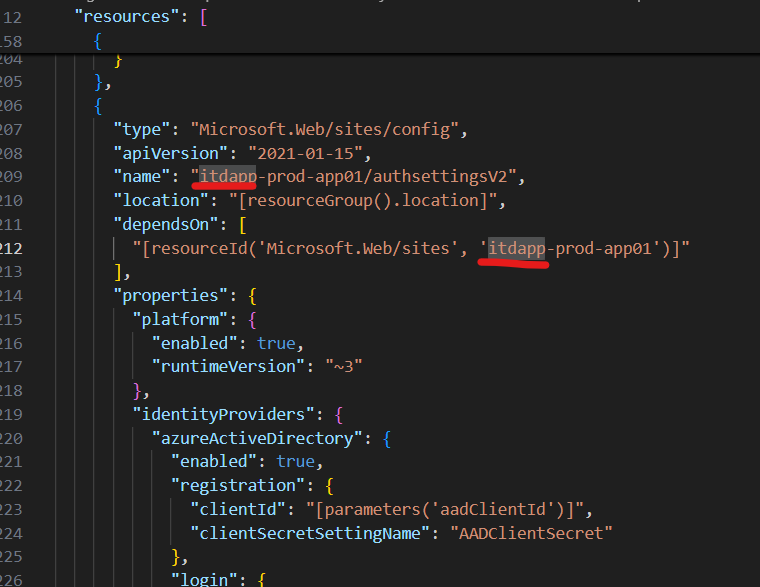 12 "resources": [
158 {
204 }
205 },
206 {
207 "type": "Microsoft.Web/sites/config",
208 "apiVersion": "2021-01-15",
209 "name": "itdapp-prod-app01/authsettingsV2",
210 "location": "[resourceGroup().location]",
211 "dependsOn": [
212 "[resourceId('Microsoft.Web/sites', 'itdapp-prod-app01')]"
213 ],
214 "properties": {
215 "platform": {
216 "enabled": true,
217 "runtimeVersion": "~3"
218 },
219 "identityProviders": {
220 "azureActiveDirectory": {
221 "enabled": true,
222 "registration": {
223 "clientId": "[parameters('aadClientId')]",
224 "clientSecretSettingName": "AADClientSecret"
225 },
226 "login": {